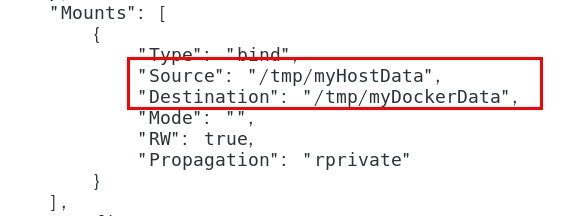 "Mounts": [
{
"Type": "bind",
"Source": "/tmp/myHostData",
"Destination": "/tmp/myDockerData",
"Mode": "",
"RW": true,
"Propagation": "rprivate"
}
],